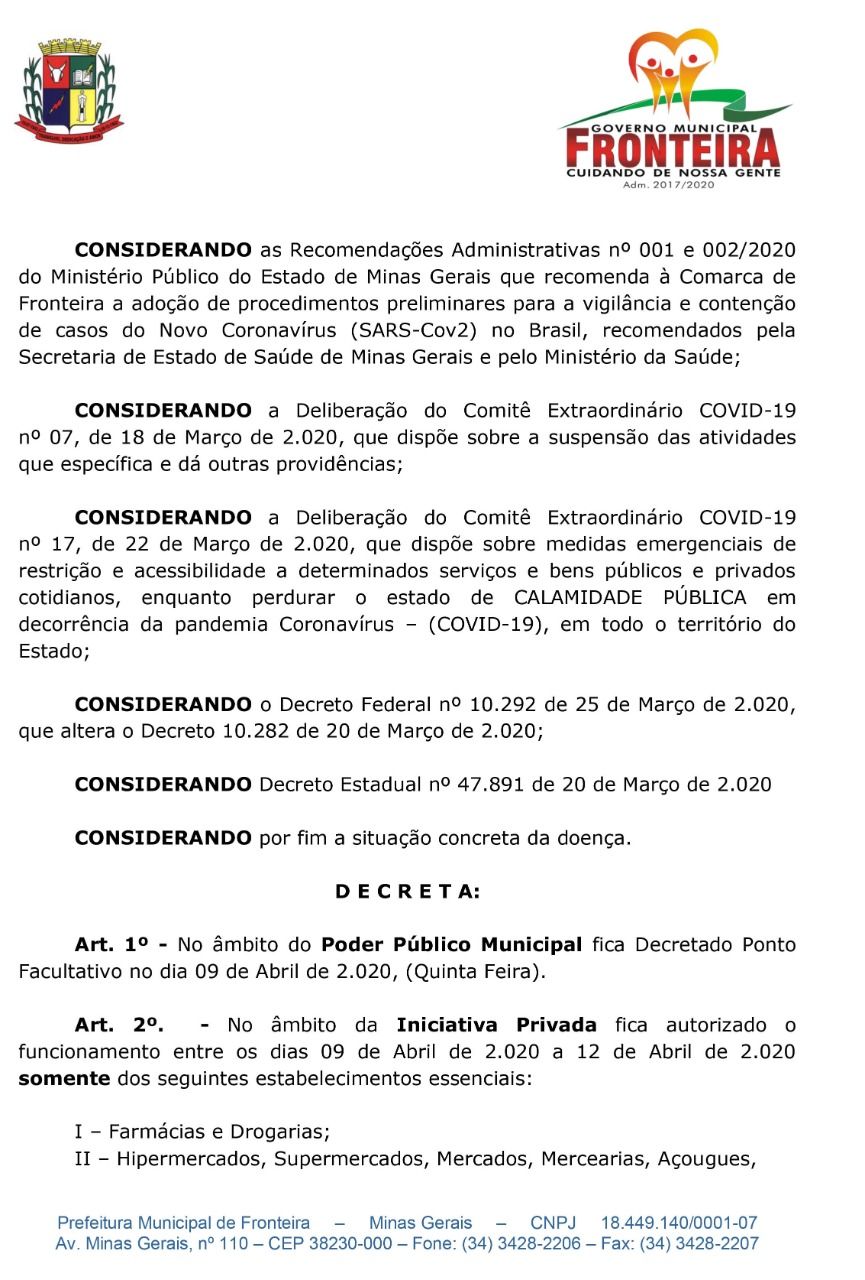 GOVERNO MUNICIPAL
FRONTEIRA
CUIDANDO DE NOSSA GENTE
Adm. 2017/2020
CONSIDERANDO as Recomendações Administrativas nº 001 e 002/2020
do Ministério Público do Estado de Minas Gerais que recomenda à Comarca de
Fronteira a adoção de procedimentos preliminares para a vigilância e contenção
de casos do Novo Coronavírus (SARS-Cov2) no Brasil, recomendados pela
Secretaria de Estado de Saúde de Minas Gerais e pelo Ministério da Saúde;
CONSIDERANDO a Deliberação do Comitê Extraordinário COVID-19
nº 07, de 18 de Março de 2.020, que dispõe sobre a suspensão das atividades
que específica e dá outras providências;
CONSIDERANDO a Deliberação do Comitê Extraordinário COVID-19
nº 17, de 22 de Março de 2.020, que dispõe sobre medidas emergenciais de
restrição e acessibilidade a determinados serviços e bens públicos e privados
cotidianos, enquanto perdurar o estado de CALAMIDADE PÚBLICA em
decorrência da pandemia Coronavírus – (COVID-19), em todo o território do
Estado;
CONSIDERANDO o Decreto Federal nº 10.292 de 25 de Março de 2.020,
que altera o Decreto 10.282 de 20 de Março de 2.020;
CONSIDERANDO Decreto Estadual nº 47.891 de 20 de Março de 2.020
CONSIDERANDO por fim a situação concreta da doença.
D E C R E T A:
Art. 1º - No âmbito do Poder Público Municipal fica Decretado Ponto
Facultativo no dia 09 de Abril de 2.020, (Quinta Feira).
Art. 2º. - No âmbito da Iniciativa Privada fica autorizado o
funcionamento entre os dias 09 de Abril de 2.020 a 12 de Abril de 2.020
somente dos seguintes estabelecimentos essenciais:
I – Farmácias e Drogarias;
II – Hipermercados, Supermercados, Mercados, Mercearias, Açougues,
Prefeitura Municipal de Fronteira – Minas Gerais – CNPJ 18.449.140/0001-07
Av. Minas Gerais, nº 110 – CEP 38230-000 – Fone: (34) 3428-2206 – Fax: (34) 3428-2207